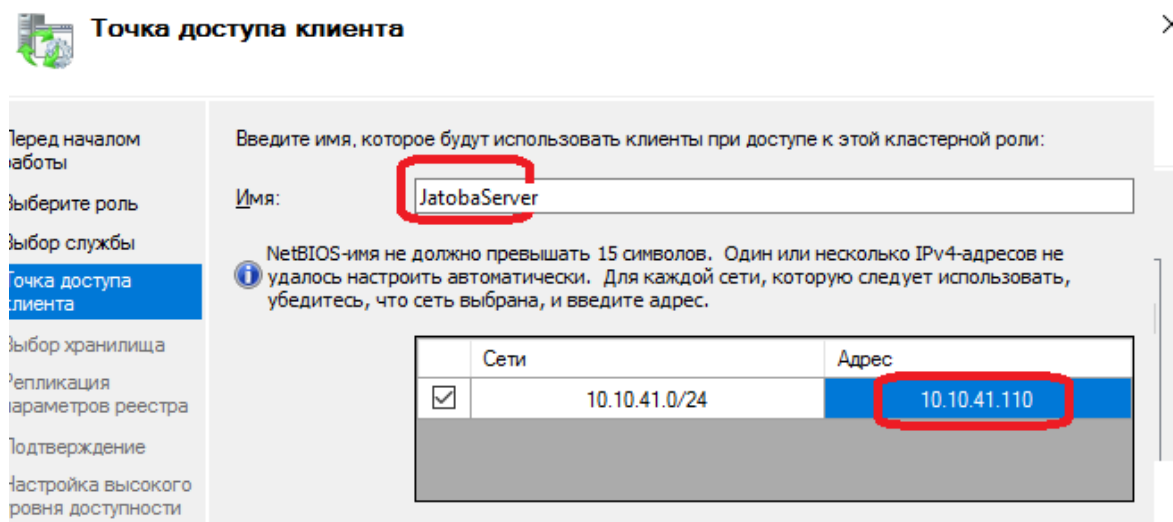 Точка доступа клиента
Перед началом
работы
Выберите роль
Выбор службы
Точка доступа
клиента
Выбор хранилища
Репликация
параметров реестра
Подтверждение
Настройка высокого
уровня доступности
Введите имя, которое будут использовать клиенты при доступе к этой кластерной роли:
Имя: JatobaServer
NetBIOS-имя не должно превышать 15 символов. Один или несколько IPv4-адресов не
удалось настроить автоматически. Для каждой сети, которую следует использовать,
убедитесь, что сеть выбрана, и введите адрес.
Сети Адрес
10.10.41.0/24 10.10.41.110